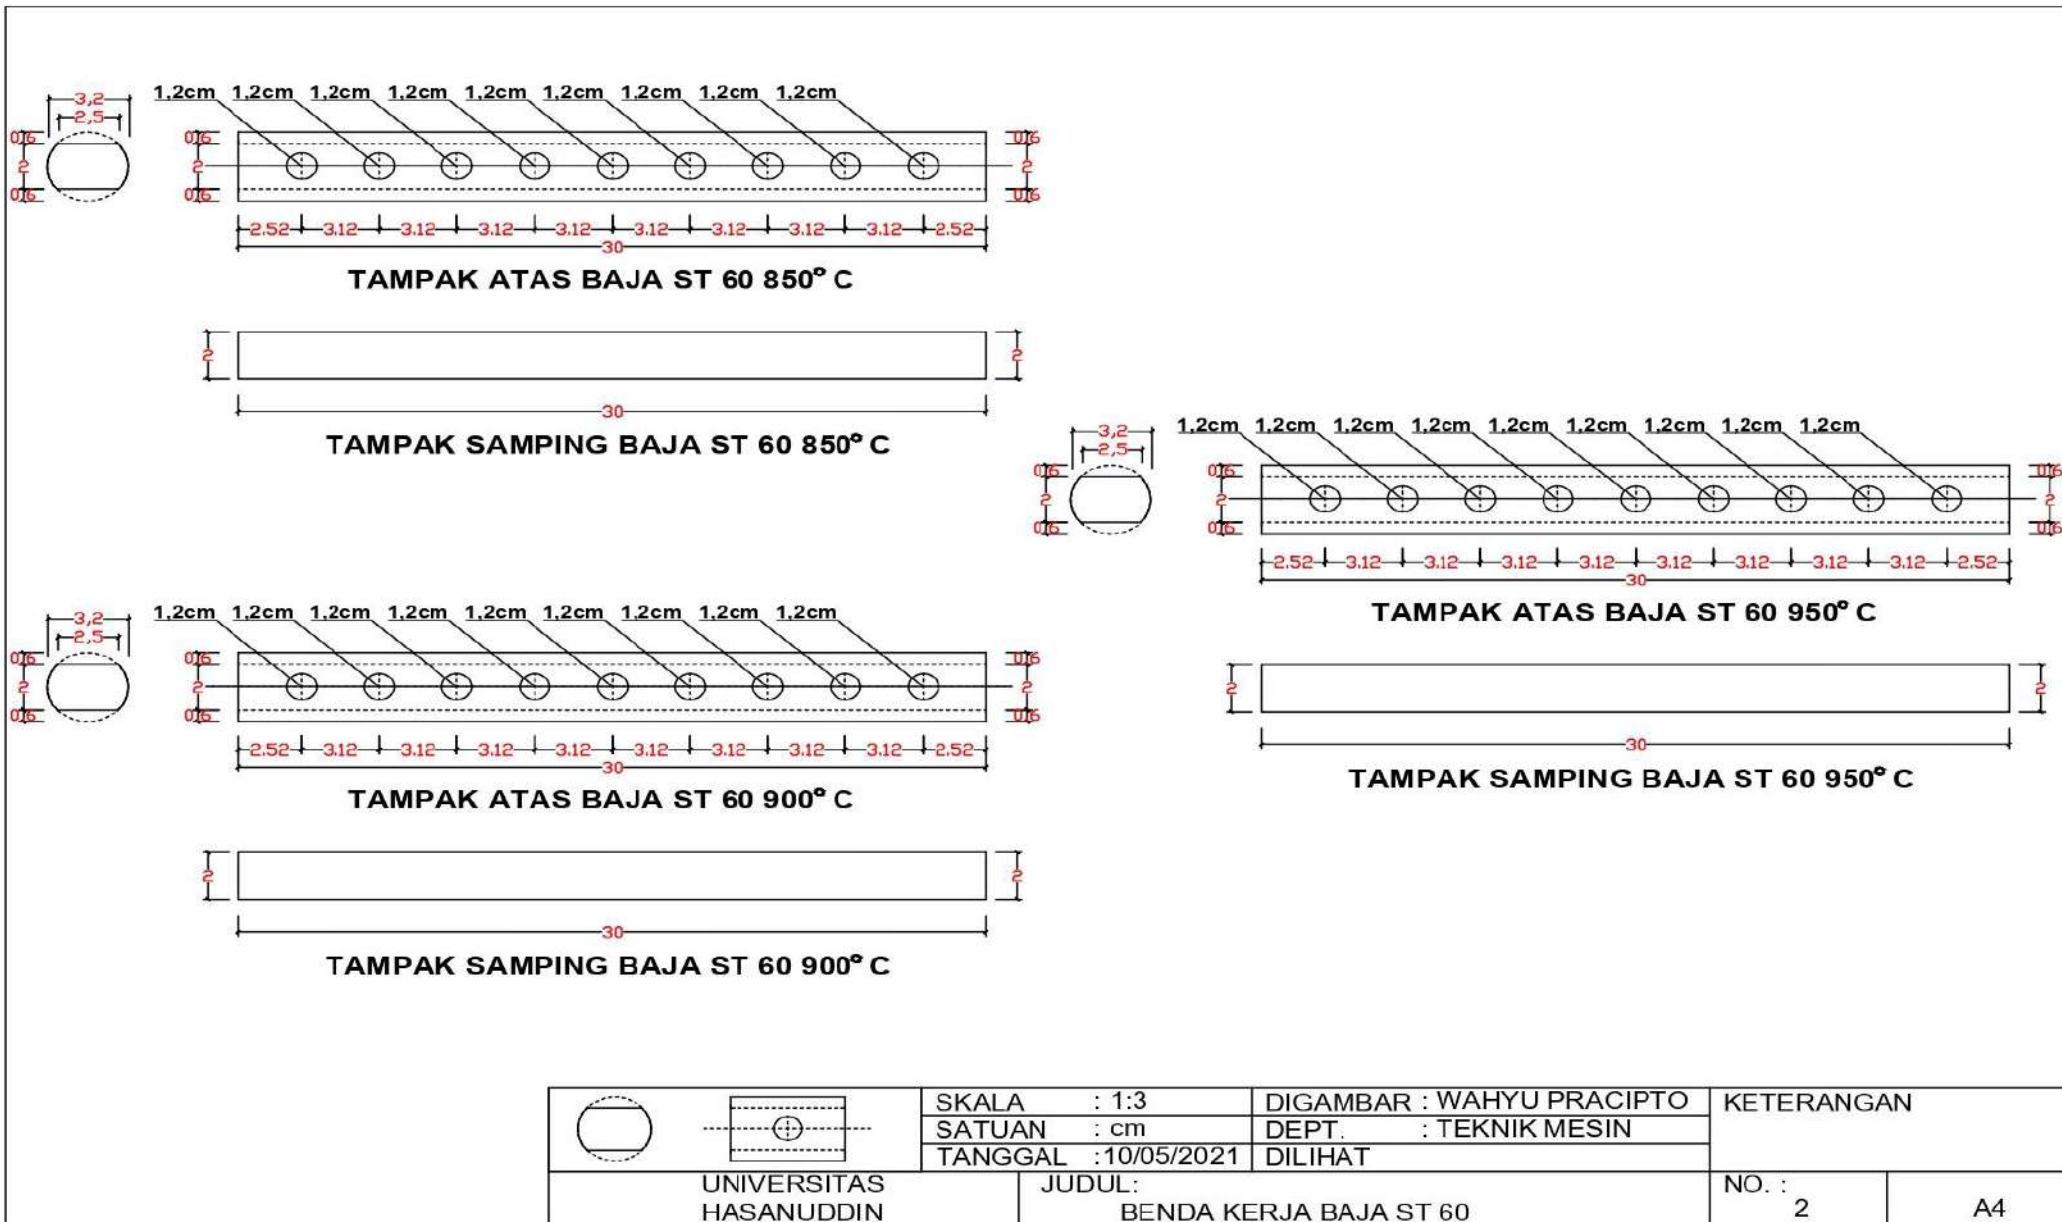 1,2cm 1,2cm 1,2cm 1,2cm 1,2cm 1,2cm 1,2cm 1,2cm 1,2cm
3,2
2,5
0,6 0,6 0,6
2 2 2
0,6 0,6 0,6
2.52 3.12 3.12 3.12 3.12 3.12 3.12 3.12 3.12 2.52
30
TAMPAK ATAS BAJA ST 60 850° C
2 2
30
TAMPAK SAMPING BAJA ST 60 850° C
1,2cm 1,2cm 1,2cm 1,2cm 1,2cm 1,2cm 1,2cm 1,2cm 1,2cm
3,2
2,5
0,6 0,6 0,6
2 2 2
0,6 0,6 0,6
2.52 3.12 3.12 3.12 3.12 3.12 3.12 3.12 3.12 2.52
30
TAMPAK ATAS BAJA ST 60 900° C
2 2
30
TAMPAK SAMPING BAJA ST 60 900° C
1,2cm 1,2cm 1,2cm 1,2cm 1,2cm 1,2cm 1,2cm 1,2cm 1,2cm
3,2
2,5
0,6 0,6 0,6
2 2 2
0,6 0,6 0,6
2.52 3.12 3.12 3.12 3.12 3.12 3.12 3.12 3.12 2.52
30
TAMPAK ATAS BAJA ST 60 950° C
2 2
30
TAMPAK SAMPING BAJA ST 60 950° C
SKALA : 1:3
SATUAN : cm
TANGGAL :10/05/2021
DIGAMBAR : WAHYU PRACIPTO
DEPT. : TEKNIK MESIN
DILIHAT
KETERANGAN
UNIVERSITAS
HASANUDDIN
JUDUL:
BENDA KERJA BAJA ST 60
NO. :
2
A4